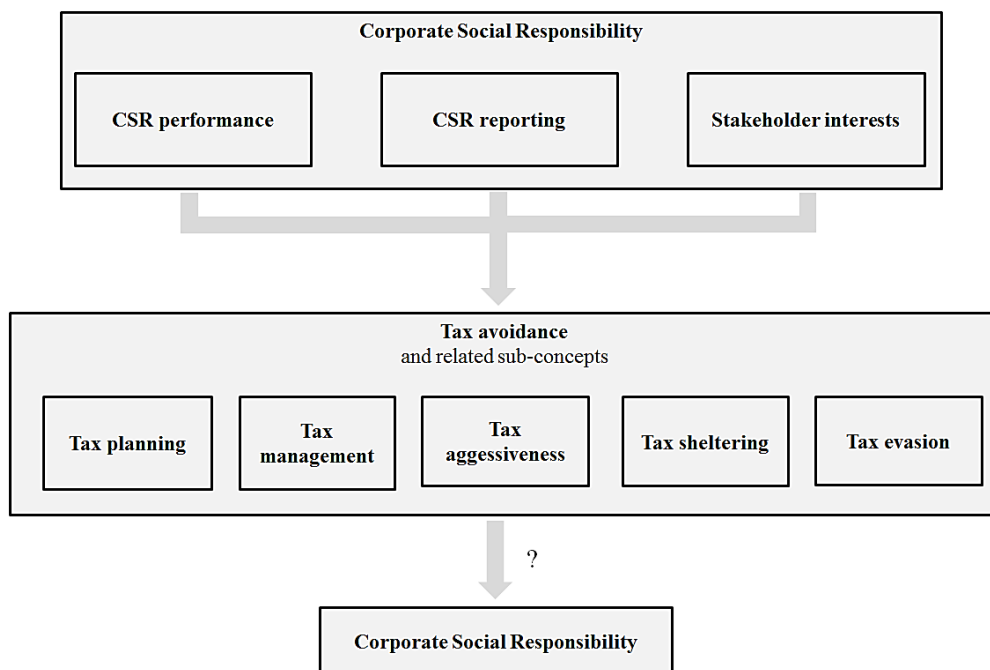 Corporate Social Responsibility
CSR performance
CSR reporting
Stakeholder interests
Tax avoidance
and related sub-concepts
Tax planning
Tax
management
Tax
aggessiveness
Tax sheltering
Tax evasion
?
Corporate Social Responsibility